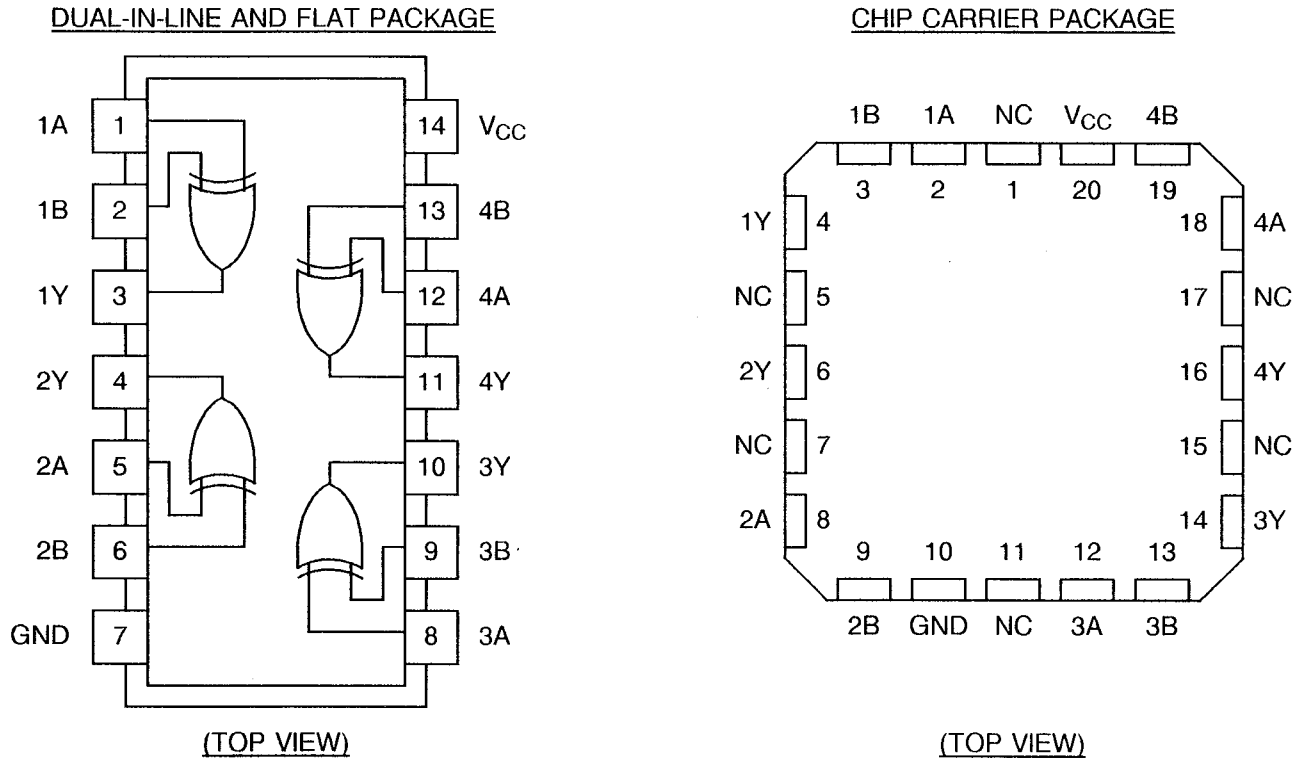 DUAL-IN-LINE AND FLAT PACKAGE
1A 1 14 VCC
1B 2 13 4B
1Y 3 12 4A
2Y 4 11 4Y
2A 5 10 3Y
2B 6 9 3B
GND 7 8 3A
(TOP VIEW)
CHIP CARRIER PACKAGE
1B 1A NC VCC 4B
3 2 1 20 19
1Y 4 18 4A
NC 5 17 NC
2Y 6 16 4Y
NC 7 15 NC
2A 8 14 3Y
9 10 11 12 13
2B GND NC 3A 3B
(TOP VIEW)